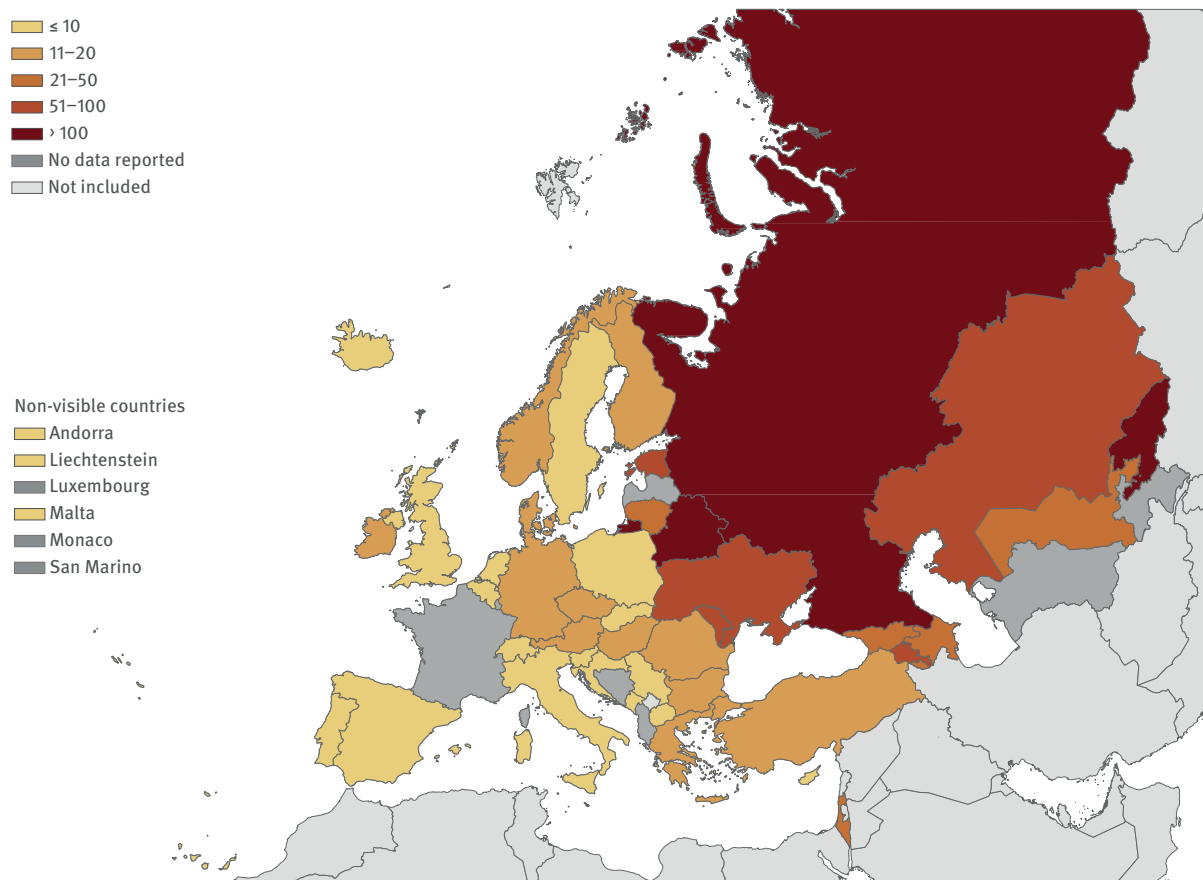 ≤ 10
11–20
21–50
51–100
› 100
No data reported
Not included
Non-visible countries
Andorra
Liechtenstein
Luxembourg
Malta
Monaco
San Marino